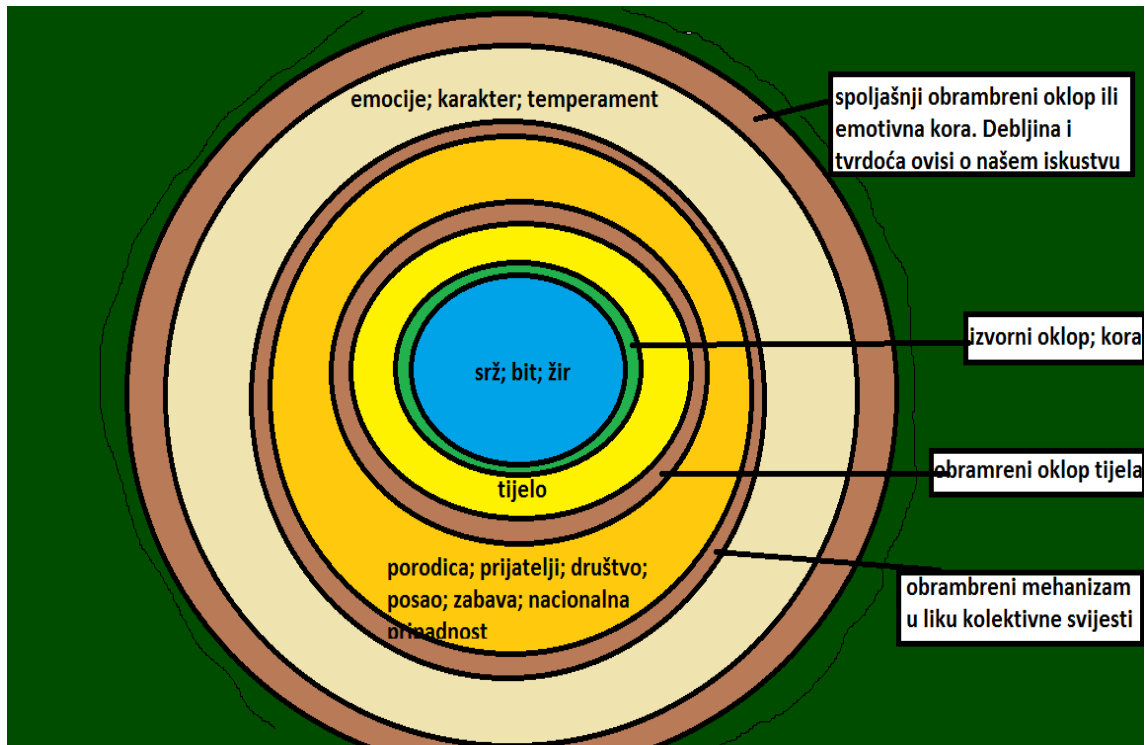 emocije; karakter; temperament
spoljašnji obrambreni oklop ili
emotivna kora. Debljina i
tvrdoća ovisi o našem iskustvu
izvorni oklop; kora
srž; bit; žir
obramreni oklop tijela
tijelo
porodica; prijatelji; društvo;
posao; zabava; nacionalna
pripadnost
obrambeni mehanizam
u liku kolektivne svijesti